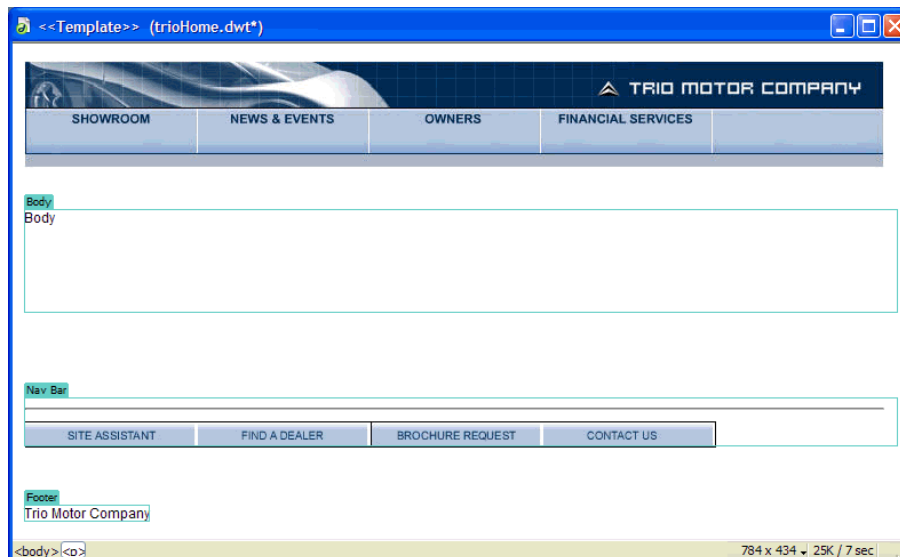 <<Template>> (trioHome.dwt*)
TRIO MOTOR COMPANY
SHOWROOM NEWS & EVENTS OWNERS FINANCIAL SERVICES
Body
Body
Nav Bar
SITE ASSISTANT FIND A DEALER BROCHURE REQUEST CONTACT US
Footer
Trio Motor Company
<body> <p> 784 x 434 25K / 7 sec